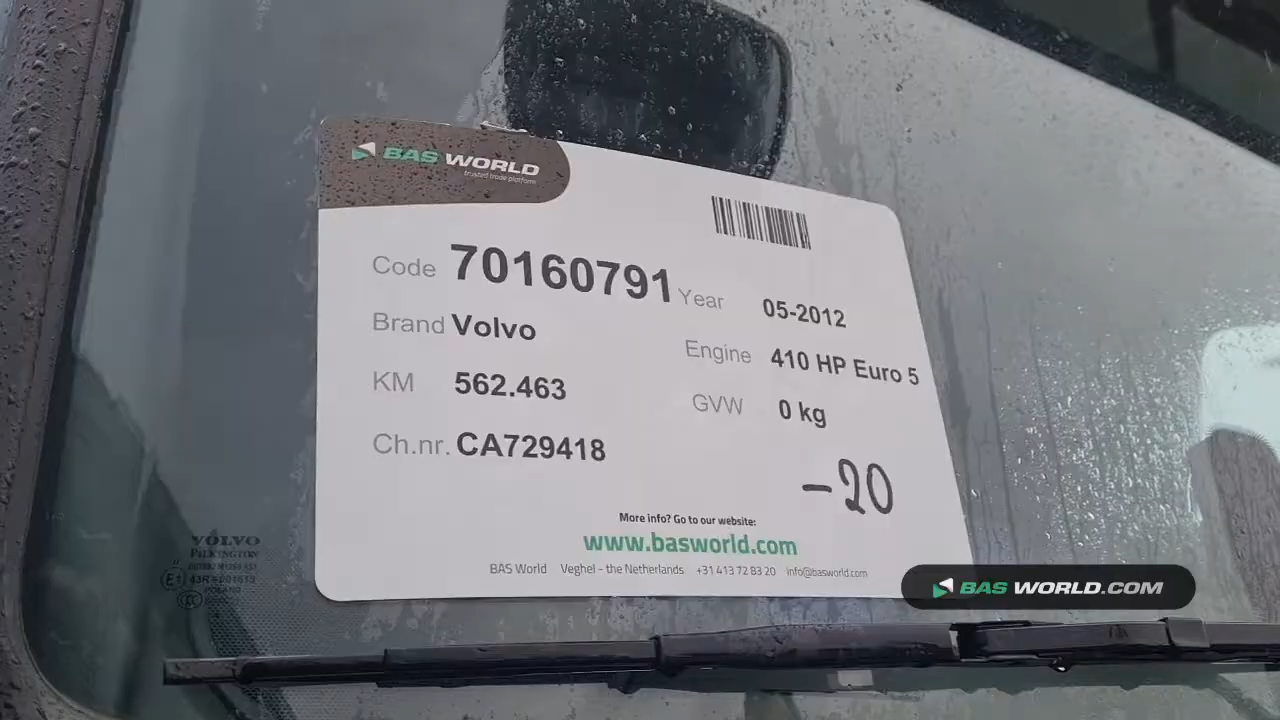 BAS WORLD
trusted trade platform
Code 70160791
Year 05-2012
Brand Volvo
Engine 410 HP Euro 5
KM 562.463
GVW 0 kg
Ch.nr. CA729418
-20
More info? Go to our website:
www.basworld.com
BAS World Veghel - the Netherlands +31 413 72 83 20 info@basworld.com
VOLVO
PILKINGTON
E1
BAS WORLD.COM